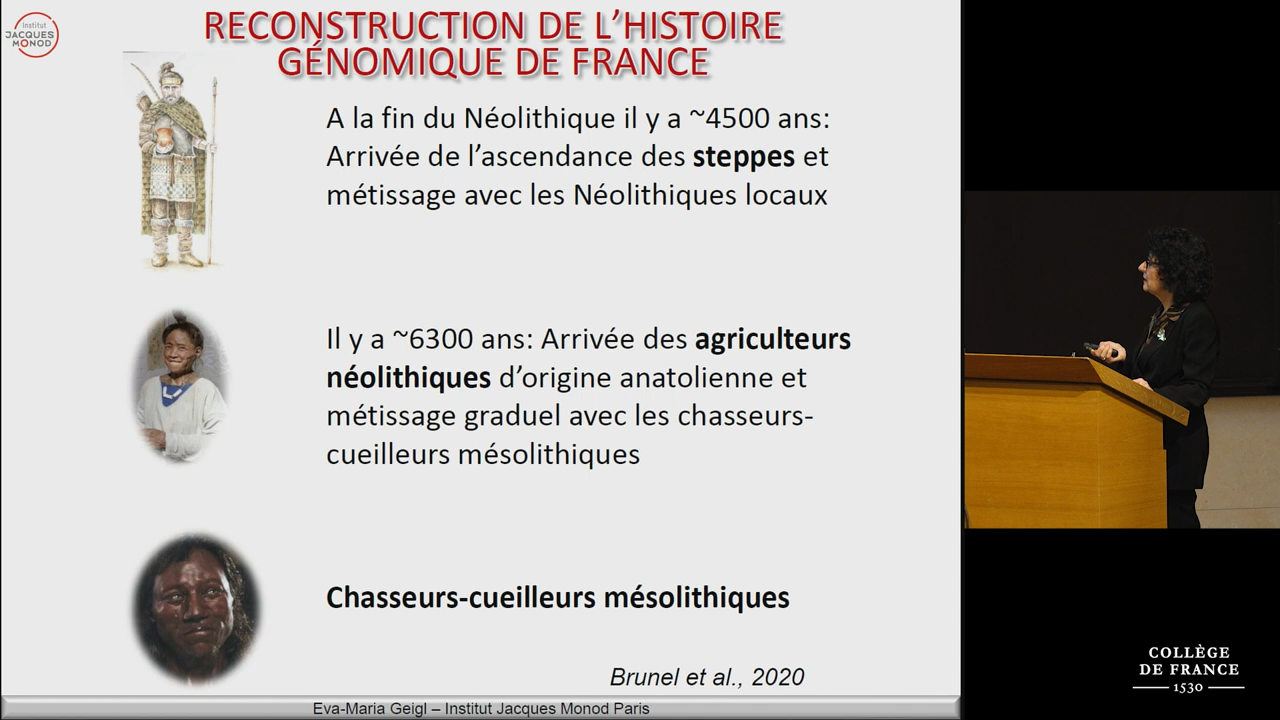 Institut
JACQUES
MONOD
RECONSTRUCTION DE L'HISTOIRE
GÉNOMIQUE DE FRANCE
A la fin du Néolithique il y a ~4500 ans:
Arrivée de l'ascendance des steppes et
métissage avec les Néolithiques locaux
Il y a ~6300 ans: Arrivée des agriculteurs
néolithiques d'origine anatolienne et
métissage graduel avec les chasseurs-
cueilleurs mésolithiques
Chasseurs-cueilleurs mésolithiques
Brunel et al., 2020
Eva-Maria Geigl – Institut Jacques Monod Paris
COLLÈGE
DE FRANCE
1530